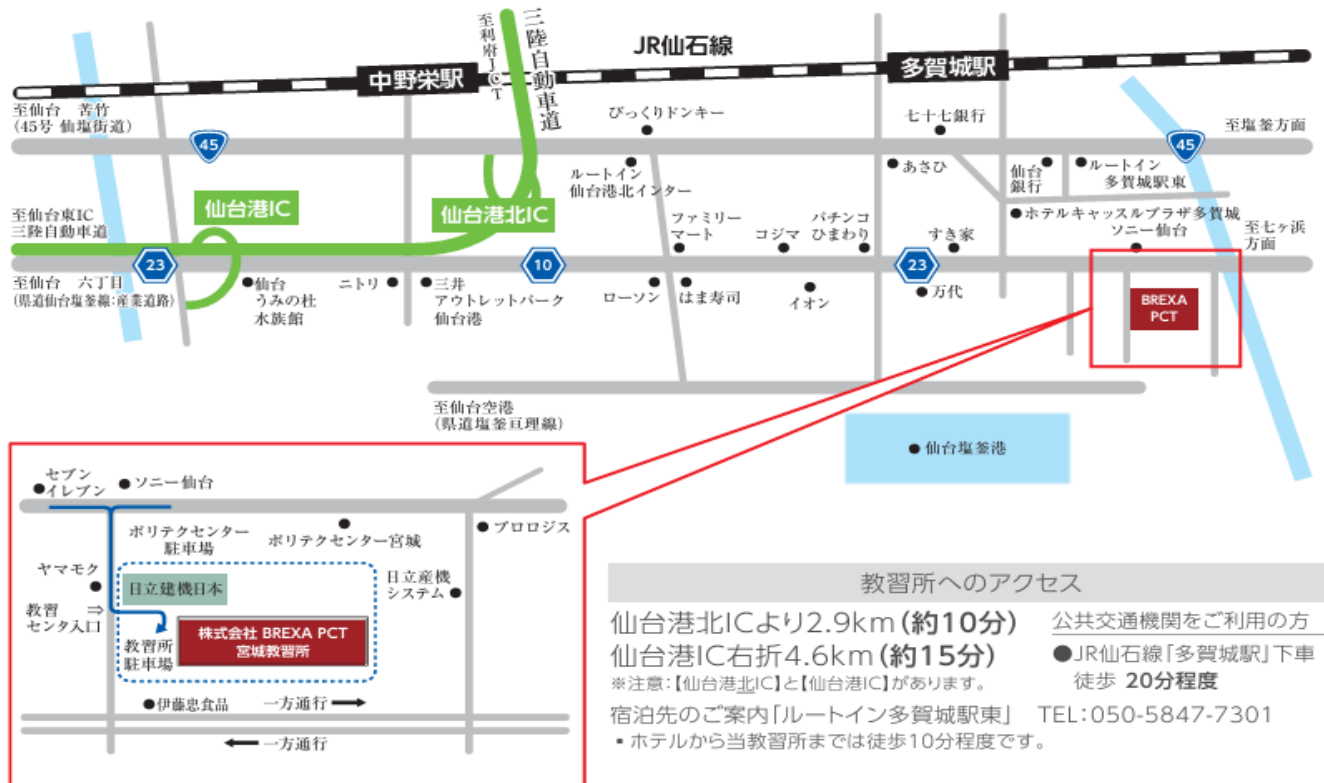 JR仙石線
中野栄駅
多賀城駅
至利府JCT
三陸自動車道
至仙台 苦竹
(45号 仙塩街道)
45
びっくりドンキー
七十七銀行
至塩釜方面
45
ルートイン
仙台港北インター
あさひ
仙台
銀行
ルートイン
多賀城駅東
仙台港IC
仙台港北IC
至仙台東IC
三陸自動車道
ファミリー
マート
コジマ
パチンコ
ひまわり
すき家
ホテルキャッスルプラザ多賀城
ソニー仙台
至七ヶ浜
方面
23
10
23
至仙台 六丁目
(県道仙台塩釜線:産業道路)
仙台
うみの杜
水族館
ニトリ
三井
アウトレットパーク
仙台港
ローソン
はま寿司
イオン
万代
BREXA
PCT
至仙台空港
(県道塩釜亘理線)
仙台塩釜港
セブン
イレブン
ソニー仙台
ポリテクセンター
駐車場
ポリテクセンター宮城
プロロジス
ヤマモク
日立建機日本
日立産機
システム
教習 ⇒
センタ入口
株式会社 BREXA PCT
宮城教習所
教習所
駐車場
伊藤忠食品
一方通行
一方通行
教習所へのアクセス
仙台港北ICより2.9km(約10分)
仙台港IC右折4.6km(約15分)
※注意:【仙台港北IC】と【仙台港IC】があります。
公共交通機関をご利用の方
●JR仙石線「多賀城駅」下車
徒歩 20分程度
宿泊先のご案内「ルートイン多賀城駅東」 TEL:050-5847-7301
▪ ホテルから当教習所までは徒歩10分程度です。